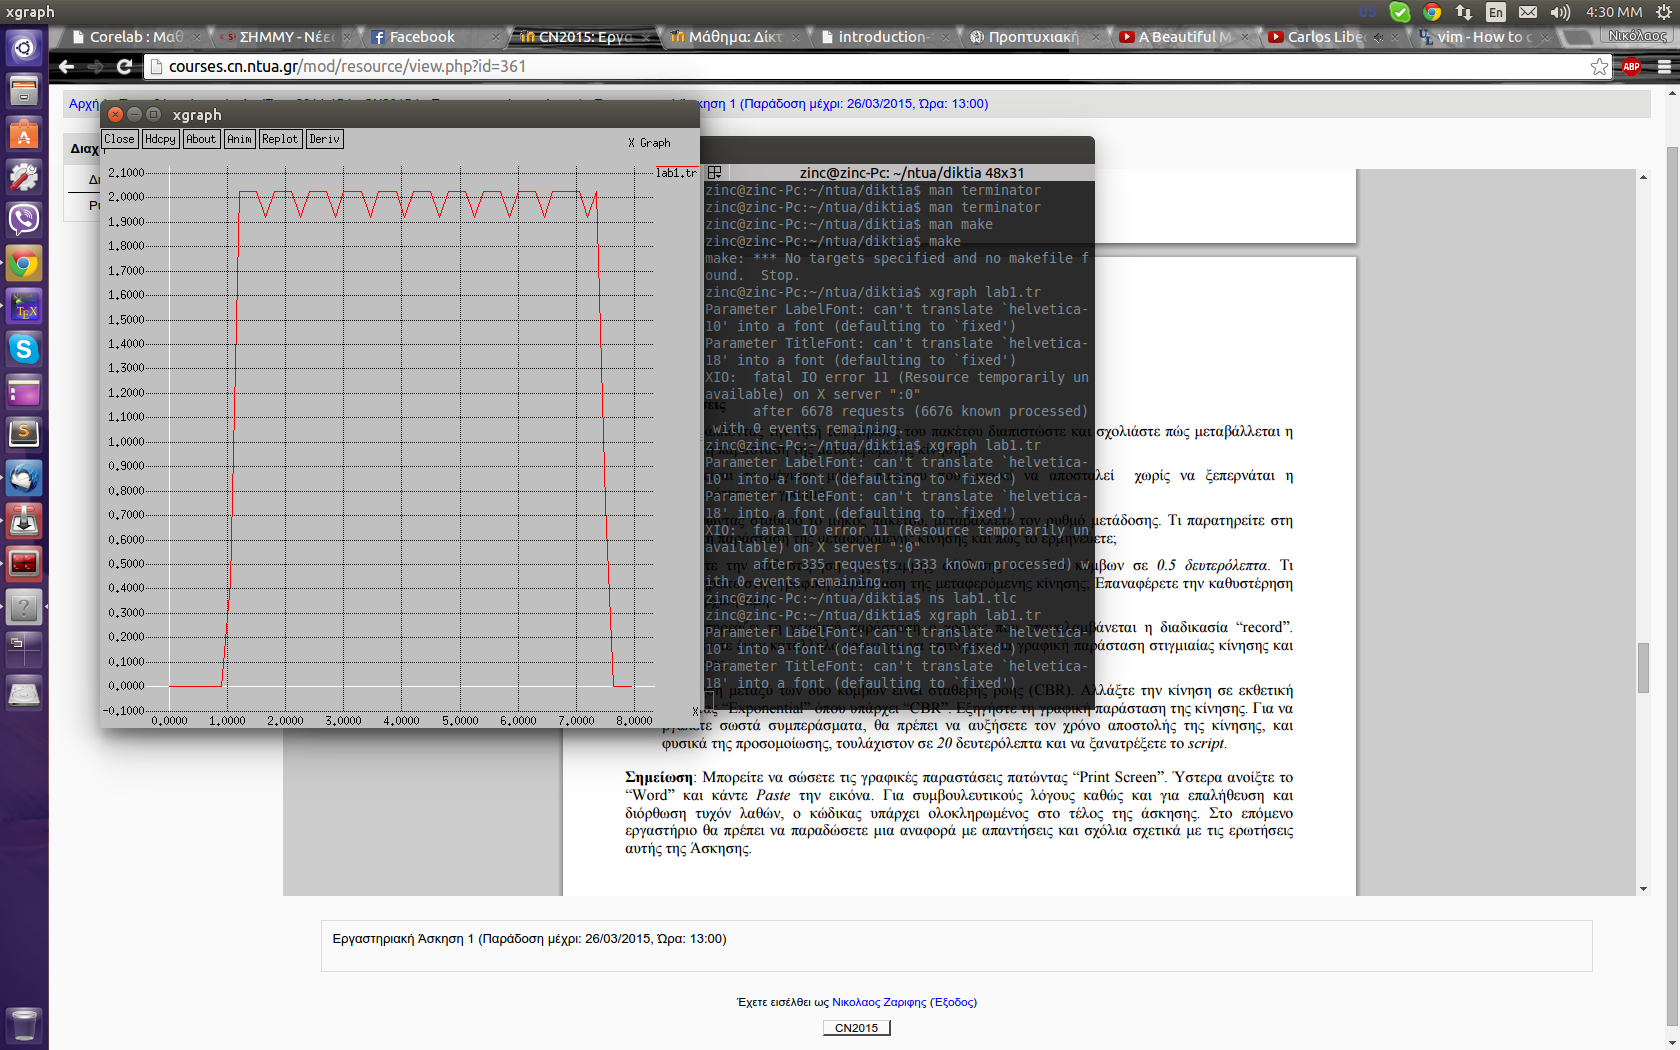 xgraph
US
En
4:30 MM
Corelab : Μαθ
ΣΗΜΜΥ - Νέες
Facebook
CN2015: Εργα
Μάθημα: Δίκτ
introduction-
Προπτυχιακή
A Beautiful M
Carlos Libe
vim - How to c
Νικόλαος
courses.cn.ntua.gr/mod/resource/view.php?id=361
ABP
Αρχή
κηση 1 (Παράδοση μέχρι: 26/03/2015, Ώρα: 13:00)
xgraph
Close Hdcpy About Anim Replot Deriv
X Graph
lab1.tr
2.1000
2.0000
1.9000
1.8000
1.7000
1.6000
1.5000
1.4000
1.3000
1.2000
1.1000
1.0000
0.9000
0.8000
0.7000
0.6000
0.5000
0.4000
0.3000
0.2000
0.1000
0.0000
-0.1000
0.0000 1.0000 2.0000 3.0000 4.0000 5.0000 6.0000 7.0000 8.0000
X
zinc@zinc-Pc: ~/ntua/diktia 48x31
zinc@zinc-Pc:~/ntua/diktia$ man terminator
zinc@zinc-Pc:~/ntua/diktia$ man terminator
zinc@zinc-Pc:~/ntua/diktia$ man make
zinc@zinc-Pc:~/ntua/diktia$ make
make: *** No targets specified and no makefile f
ound.  Stop.
zinc@zinc-Pc:~/ntua/diktia$ xgraph lab1.tr
Parameter LabelFont: can't translate `helvetica-
10' into a font (defaulting to `fixed')
Parameter TitleFont: can't translate `helvetica-
18' into a font (defaulting to `fixed')
XIO:  fatal IO error 11 (Resource temporarily un
available) on X server ":0"
      after 6678 requests (6676 known processed)
 with 0 events remaining.
zinc@zinc-Pc:~/ntua/diktia$ xgraph lab1.tr
Parameter LabelFont: can't translate `helvetica-
10' into a font (defaulting to `fixed')
Parameter TitleFont: can't translate `helvetica-
18' into a font (defaulting to `fixed')
XIO:  fatal IO error 11 (Resource temporarily un
available) on X server ":0"
      after 335 requests (333 known processed) w
ith 0 events remaining.
zinc@zinc-Pc:~/ntua/diktia$ ns lab1.tlc
zinc@zinc-Pc:~/ntua/diktia$ xgraph lab1.tr
Parameter LabelFont: can't translate `helvetica-
10' into a font (defaulting to `fixed')
Parameter TitleFont: can't translate `helvetica-
18' into a font (defaulting to `fixed')
σχολιάστε πώς μεταβάλλεται η
χωρίς να ξεπερνάται η
μετάδοσης. Τι παρατηρείτε στη
ετε;
κόμβων σε 0.5 δευτερόλεπτα. Τι
Επαναφέρετε την καθυστέρηση
βάνεται η διαδικασία “record”.
παράσταση στιγμιαίας κίνησης και
μεταξύ των δύο κόμβων είναι σταθερής ροής (CBR). Αλλάξτε την κίνηση σε εκθετική
“Exponential” όπου υπάρχει “CBR”. Εξηγήστε τη γραφική παράσταση της κίνησης. Για να
βγάλετε σωστά συμπεράσματα, θα πρέπει να αυξήσετε τον χρόνο αποστολής της κίνησης, και
φυσικά της προσομοίωσης, τουλάχιστον σε 20 δευτερόλεπτα και να ξανατρέξετε το script.
Σημείωση: Μπορείτε να σώσετε τις γραφικές παραστάσεις πατώντας “Print Screen”. Ύστερα ανοίξτε το
“Word” και κάντε Paste την εικόνα. Για συμβουλευτικούς λόγους καθώς και για επαλήθευση και
διόρθωση τυχόν λαθών, ο κώδικας υπάρχει ολοκληρωμένος στο τέλος της άσκησης. Στο επόμενο
εργαστήριο θα πρέπει να παραδώσετε μια αναφορά με απαντήσεις και σχόλια σχετικά με τις ερωτήσεις
αυτής της Άσκησης.
Εργαστηριακή Άσκηση 1 (Παράδοση μέχρι: 26/03/2015, Ώρα: 13:00)
Έχετε εισέλθει ως Νικολαος Ζαριφης (Έξοδος)
CN2015